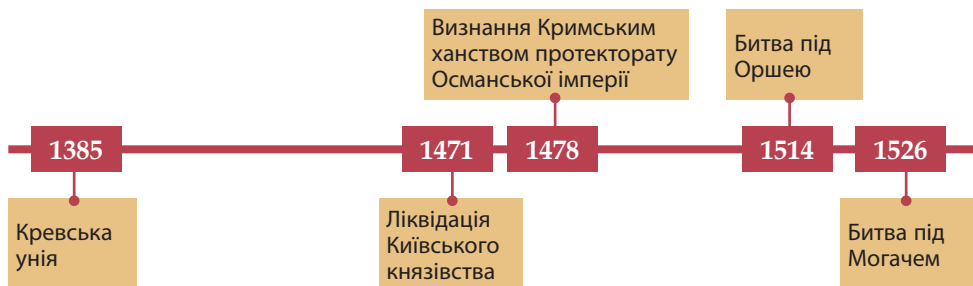 Визнання Кримським
ханством протекторату
Османської імперії
Битва під
Оршею
1385
1471
1478
1514
1526
Кревська
унія
Ліквідація
Київського
князівства
Битва під
Могачем